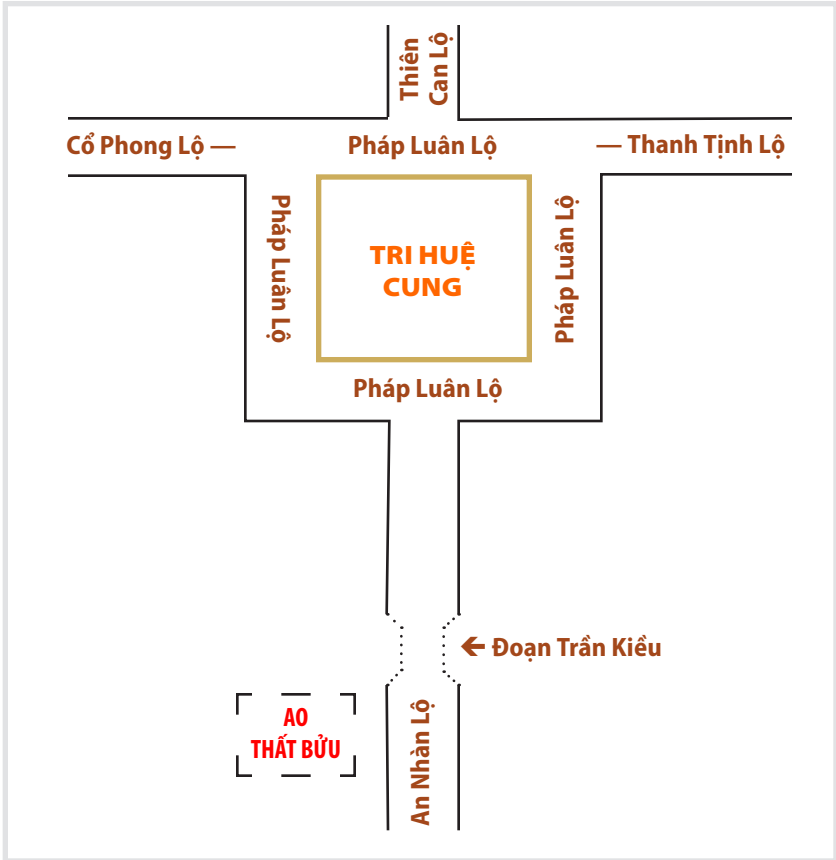 Thiên
Can Lộ
Cổ Phong Lộ —
Pháp Luân Lộ
— Thanh Tịnh Lộ
Pháp Luân Lộ
TRI HUỆ
CUNG
Pháp Luân Lộ
Pháp Luân Lộ
← Đoạn Trần Kiều
AO
THẤT BỬU
An Nhàn Lộ